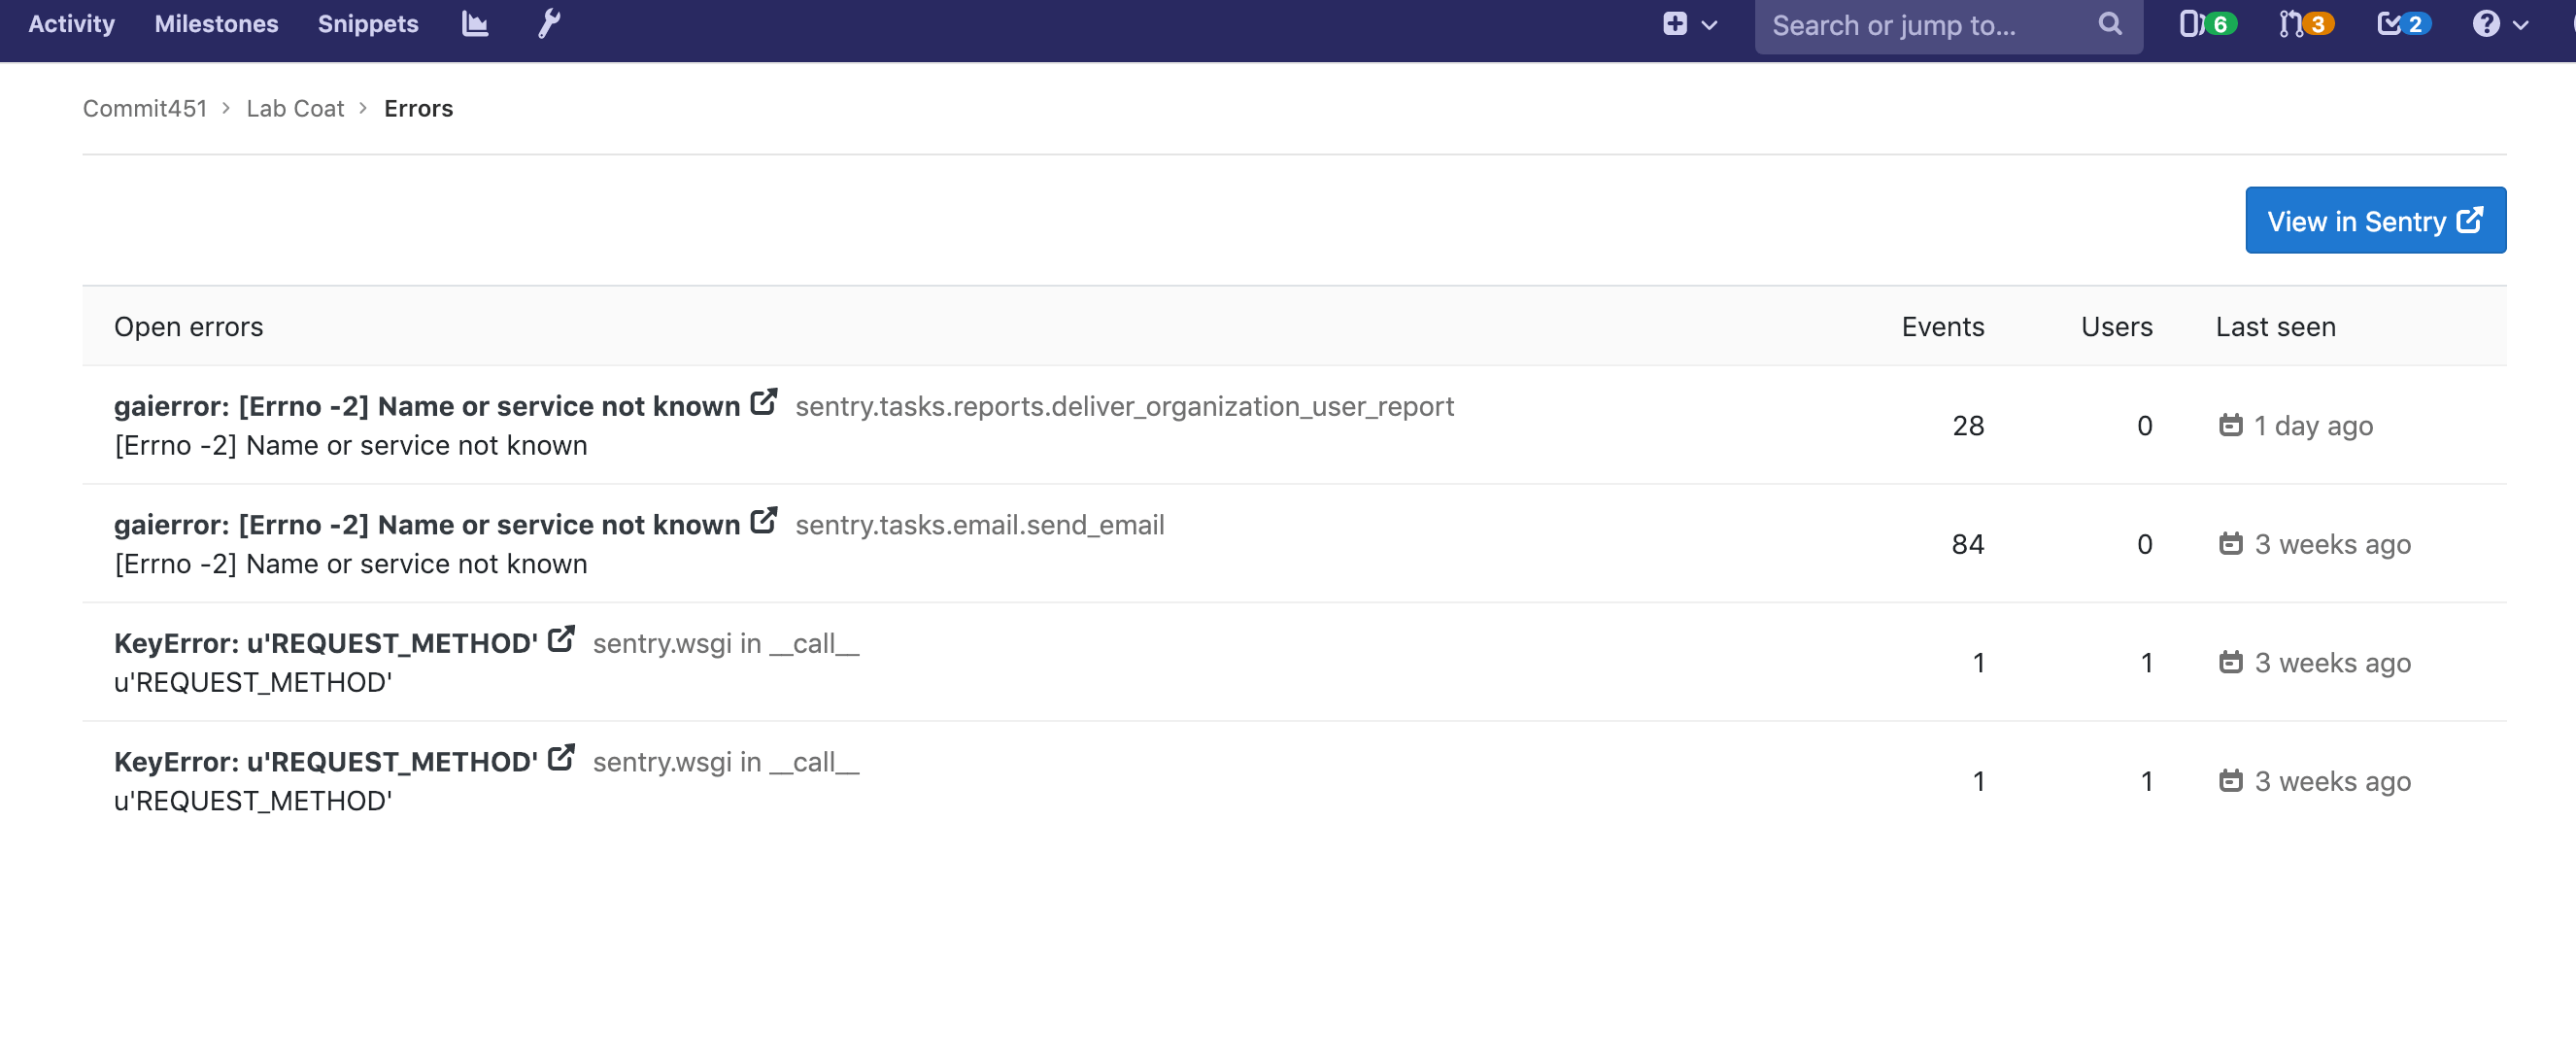 Activity Milestones Snippets Search or jump to... 6 3 2
Commit451 > Lab Coat > Errors
View in Sentry
Open errors Events Users Last seen
gaierror: [Errno -2] Name or service not known sentry.tasks.reports.deliver_organization_user_report
[Errno -2] Name or service not known
28 0 1 day ago
gaierror: [Errno -2] Name or service not known sentry.tasks.email.send_email
[Errno -2] Name or service not known
84 0 3 weeks ago
KeyError: u'REQUEST_METHOD' sentry.wsgi in __call__
u'REQUEST_METHOD'
1 1 3 weeks ago
KeyError: u'REQUEST_METHOD' sentry.wsgi in __call__
u'REQUEST_METHOD'
1 1 3 weeks ago